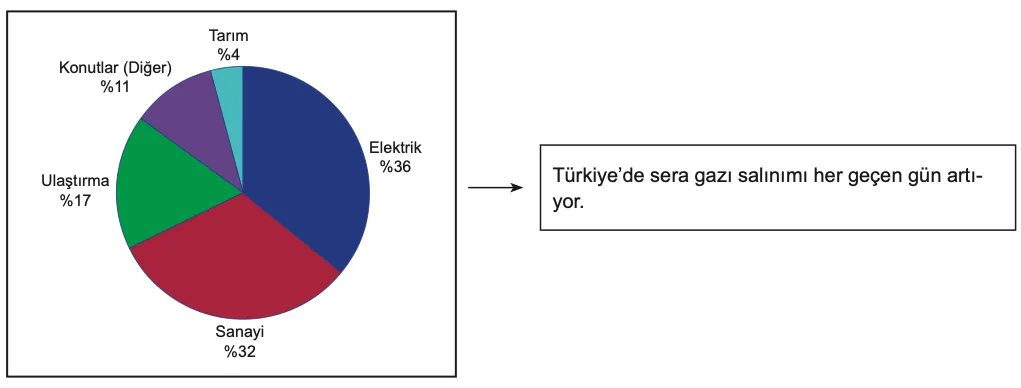 Tarım
%4
Konutlar (Diğer)
%11
Elektrik
%36
Ulaştırma
%17
Sanayi
%32
Türkiye’de sera gazı salınımı her geçen gün artı-
yor.